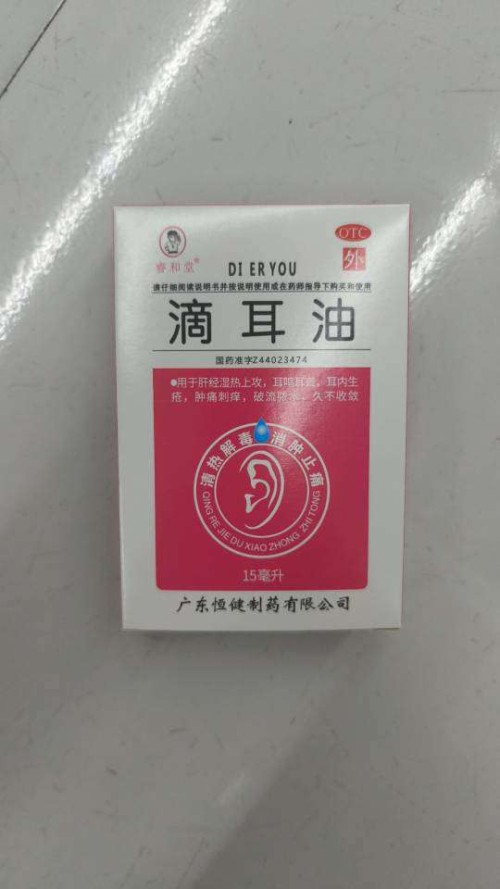 OTC
外
睿和堂®
DI ER YOU
请仔细阅读说明书并按说明使用或在药师指导下购买和使用
滴耳油
国药准字Z44023474
●用于肝经湿热上攻，耳鸣耳聋，耳内生
疮，肿痛刺痒，破流脓水，久不收敛
清热解毒 消肿止痛
QING RE JIE DU XIAO ZHONG ZHI TONG
15毫升
广东恒健制药有限公司